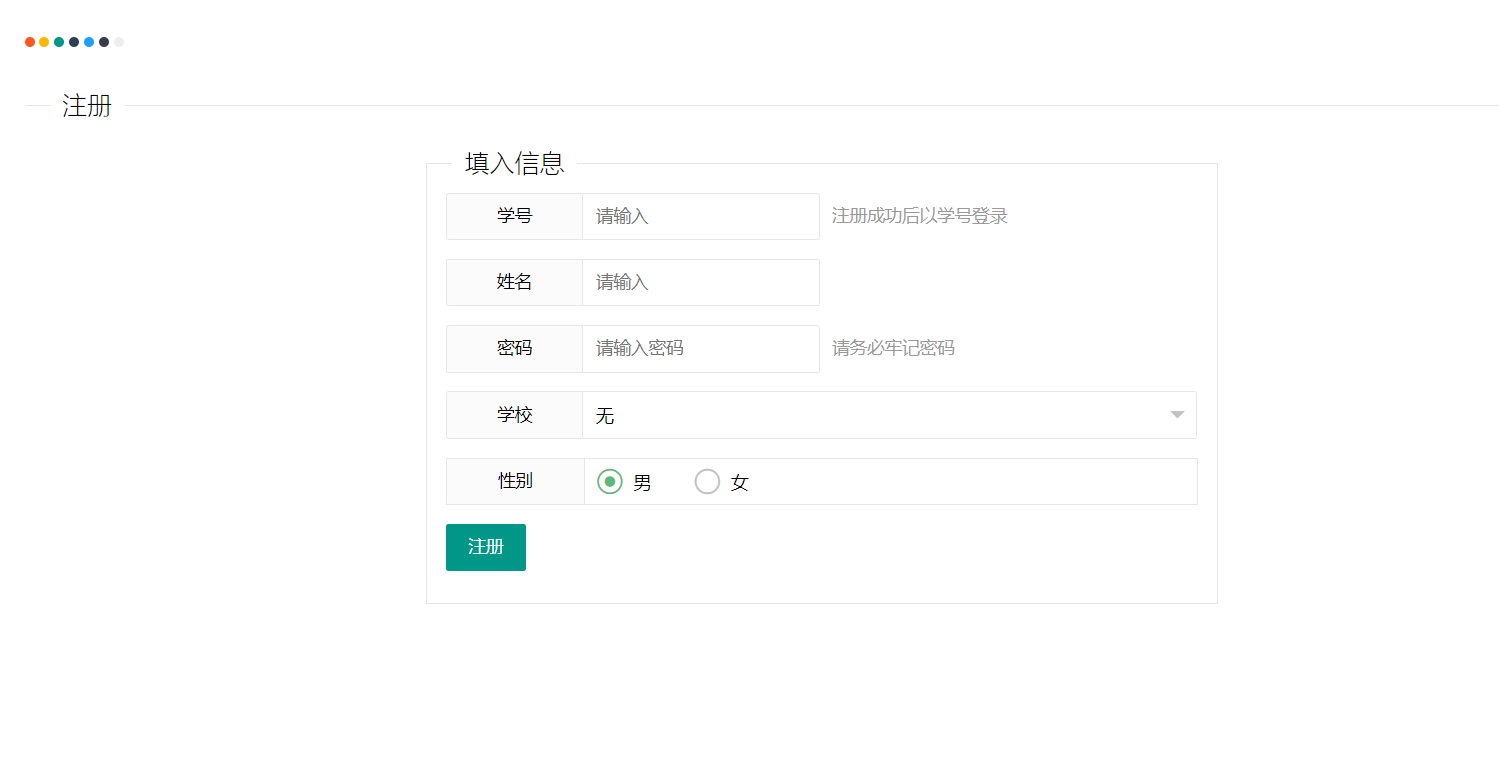 注册
填入信息
学号 请输入 注册成功后以学号登录
姓名 请输入
密码 请输入密码 请务必牢记密码
学校 无
性别 男 女
注册